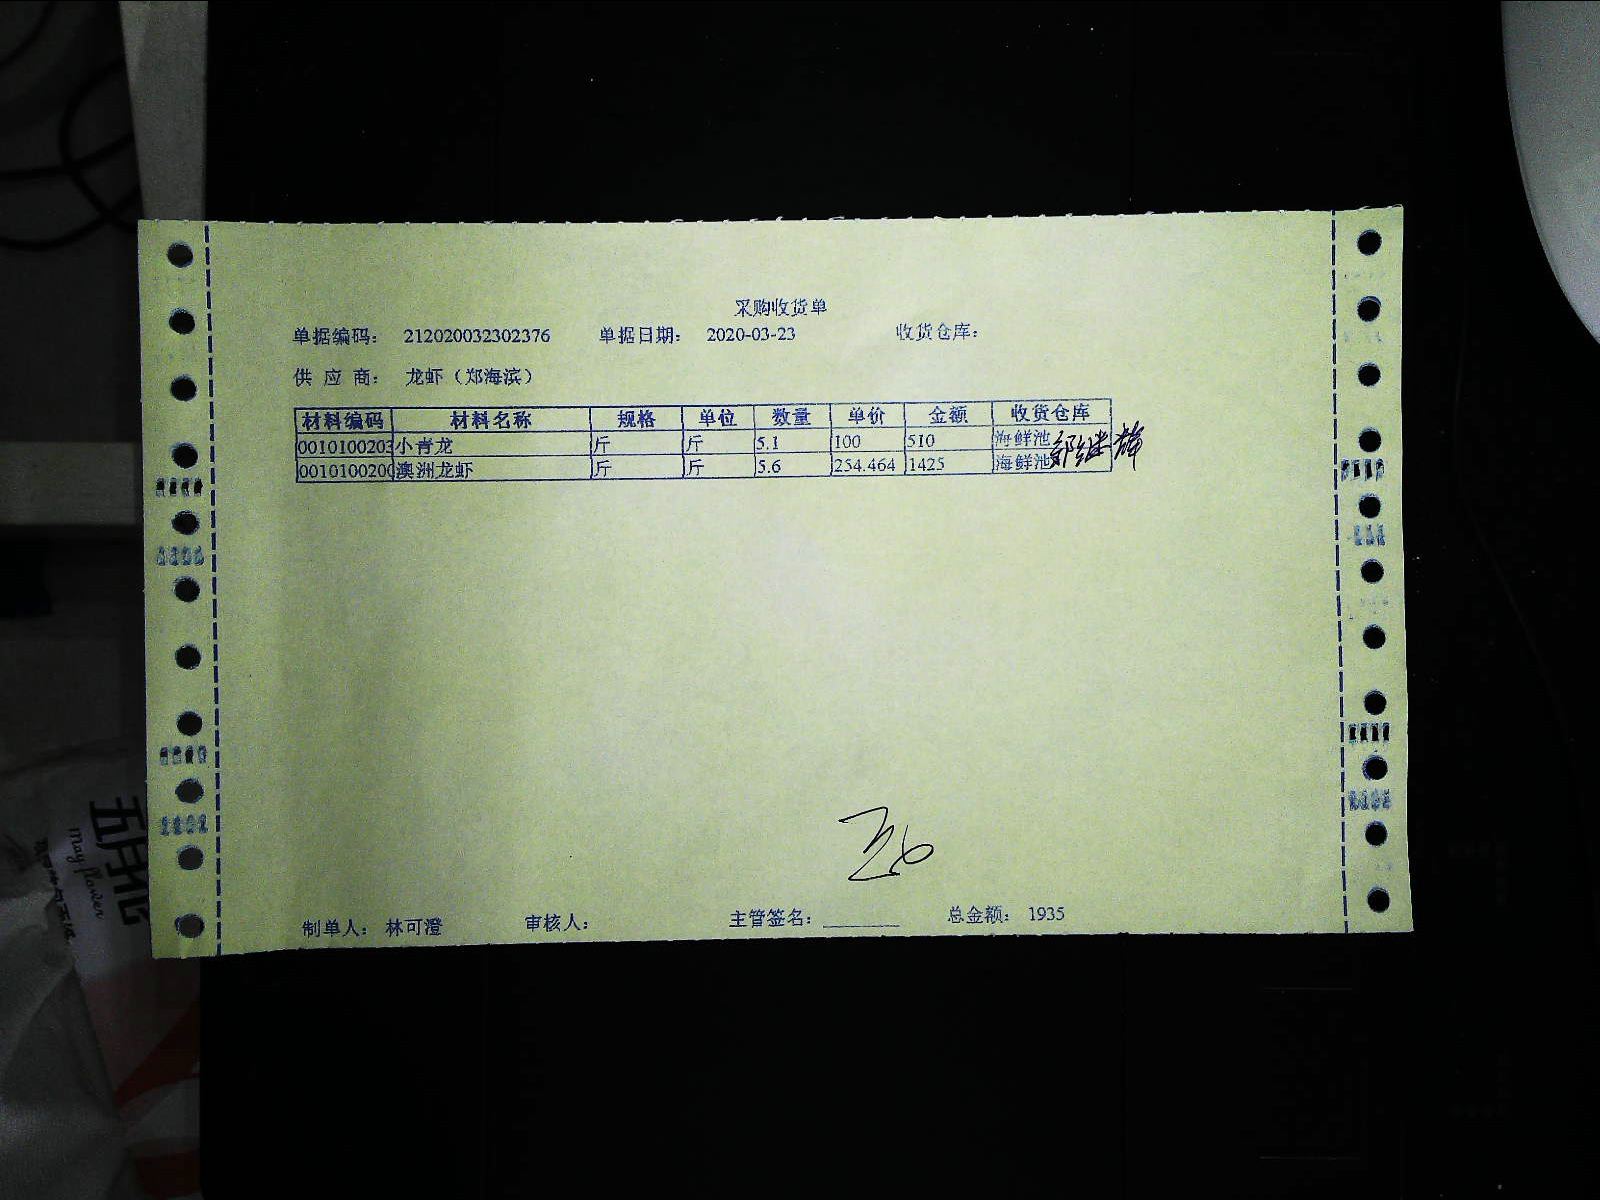 采购收货单
单据编码： 212020032302376 单据日期： 2020-03-23 收货仓库：
供 应 商： 龙虾（郑海滨）
材料编码 材料名称 规格 单位 数量 单价 金额 收货仓库
0010100203 小青龙 斤 斤 5.1 100 510 海鲜池
0010100200 澳洲龙虾 斤 斤 5.6 254.464 1425 海鲜池
制单人： 林可澄 审核人： 主管签名： 总金额： 1935
五月花
May flower